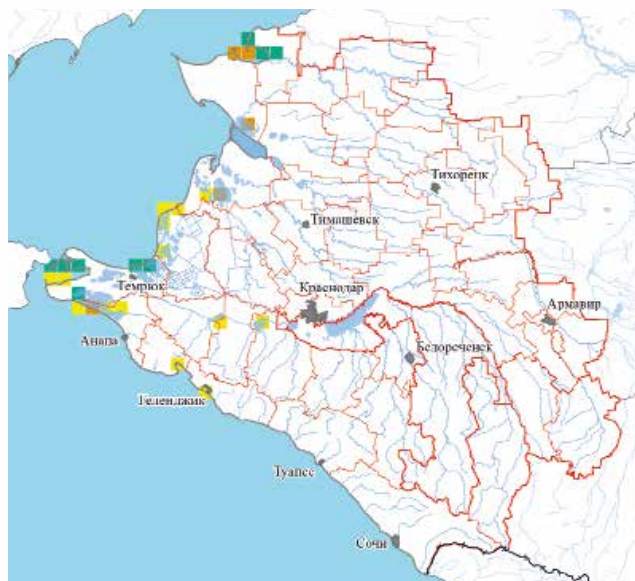 Тихорецк
Тимашевск
Темрюк
Краснодар
Армавир
Анапа
Белореченск
Геленджик
Туапсе
Сочи